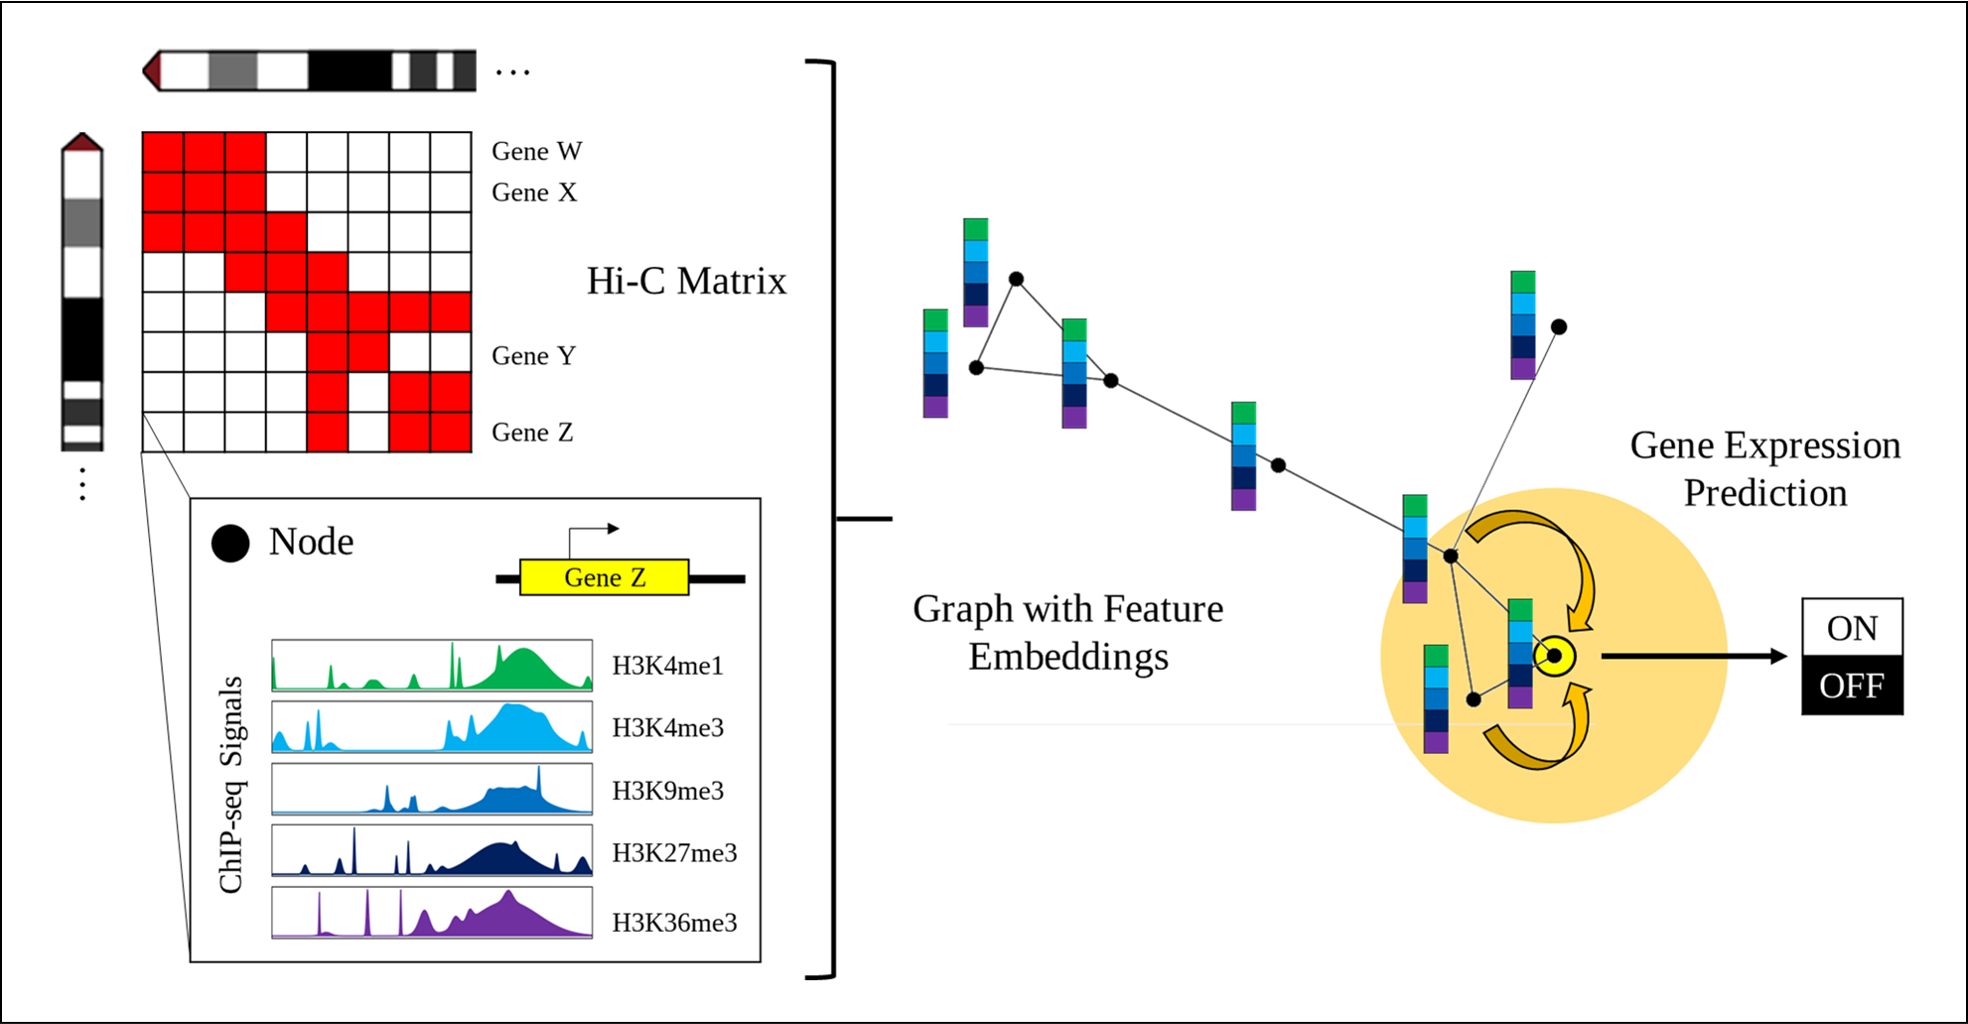 ...
Gene W
Gene X
Hi-C Matrix
Gene Y
Gene Z
...
Node
Gene Z
ChIP-seq Signals
H3K4me1
H3K4me3
H3K9me3
H3K27me3
H3K36me3
Graph with Feature
Embeddings
Gene Expression
Prediction
ON
OFF